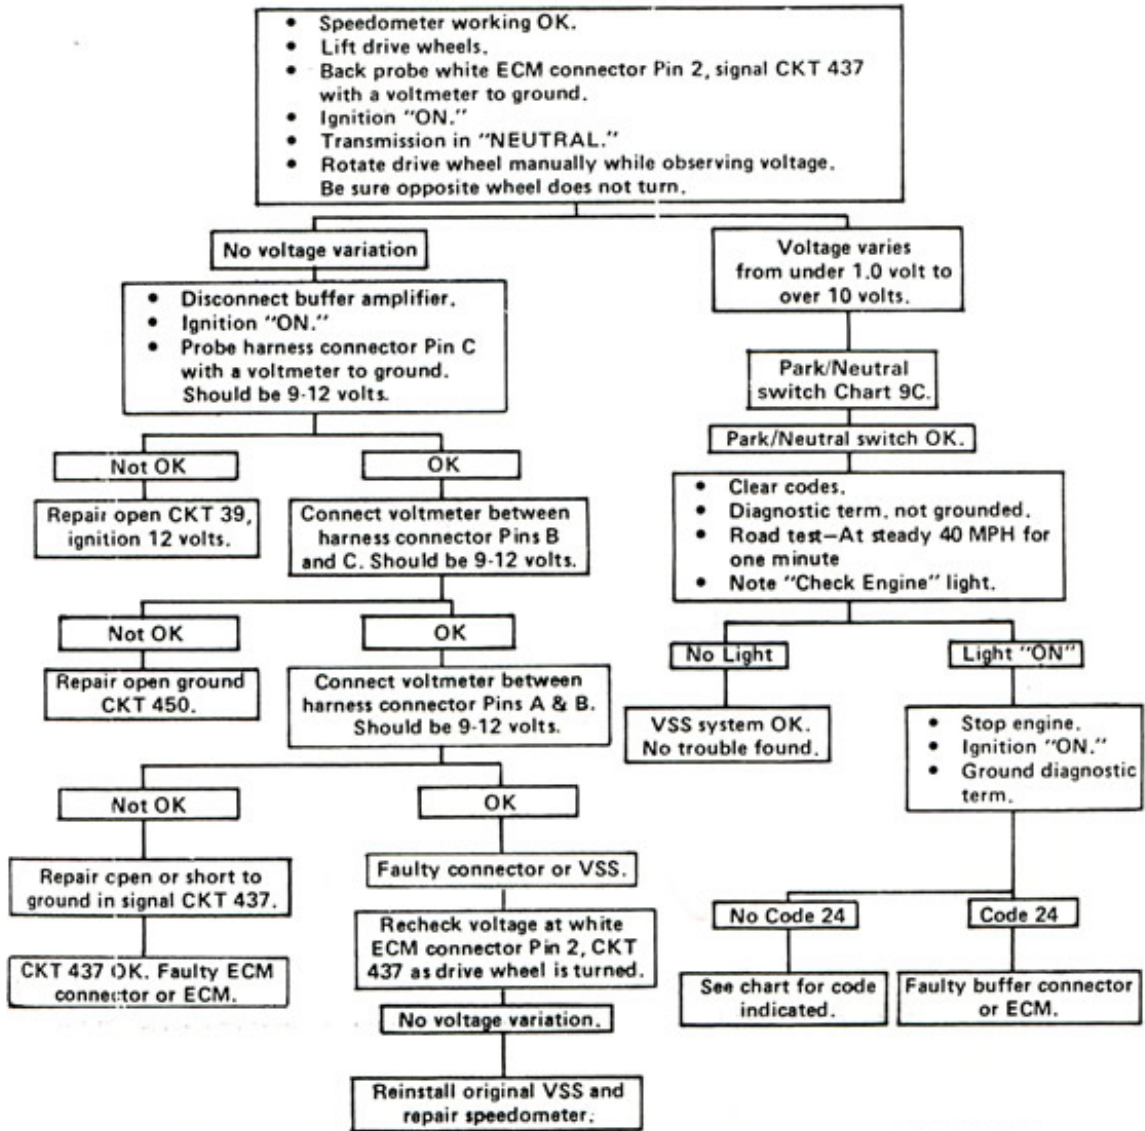 • Speedometer working OK.
• Lift drive wheels.
• Back probe white ECM connector Pin 2, signal CKT 437
with a voltmeter to ground.
• Ignition "ON."
• Transmission in "NEUTRAL."
• Rotate drive wheel manually while observing voltage.
Be sure opposite wheel does not turn.
No voltage variation
• Disconnect buffer amplifier.
• Ignition "ON."
• Probe harness connector Pin C
with a voltmeter to ground.
Should be 9-12 volts.
Not OK
OK
Repair open CKT 39,
ignition 12 volts.
Connect voltmeter between
harness connector Pins B
and C. Should be 9-12 volts.
Not OK
OK
Repair open ground
CKT 450.
Connect voltmeter between
harness connector Pins A & B.
Should be 9-12 volts.
Not OK
OK
Repair open or short to
ground in signal CKT 437.
CKT 437 OK. Faulty ECM
connector or ECM.
Faulty connector or VSS.
Recheck voltage at white
ECM connector Pin 2, CKT
437 as drive wheel is turned.
No voltage variation.
Reinstall original VSS and
repair speedometer.
Voltage varies
from under 1.0 volt to
over 10 volts.
Park/Neutral
switch Chart 9C.
Park/Neutral switch OK.
• Clear codes.
• Diagnostic term. not grounded.
• Road test—At steady 40 MPH for
one minute
• Note "Check Engine" light.
No Light
Light "ON"
VSS system OK.
No trouble found.
• Stop engine.
• Ignition "ON."
• Ground diagnostic
term.
No Code 24
Code 24
See chart for code
indicated.
Faulty buffer connector
or ECM.